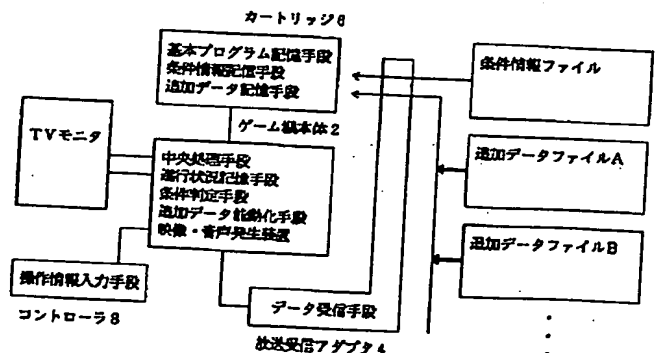 カートリッジ6
基本プログラム記憶手段
条件情報記憶手段
追加データ記憶手段
ゲーム機本体2
TVモニタ
中央処理手段
進行状況記憶手段
条件判定手段
追加データ能動化手段
映像・音声発生装置
操作情報入力手段
コントローラ8
データ受信手段
放送受信アダプタ4
条件情報ファイル
追加データファイルA
追加データファイルB